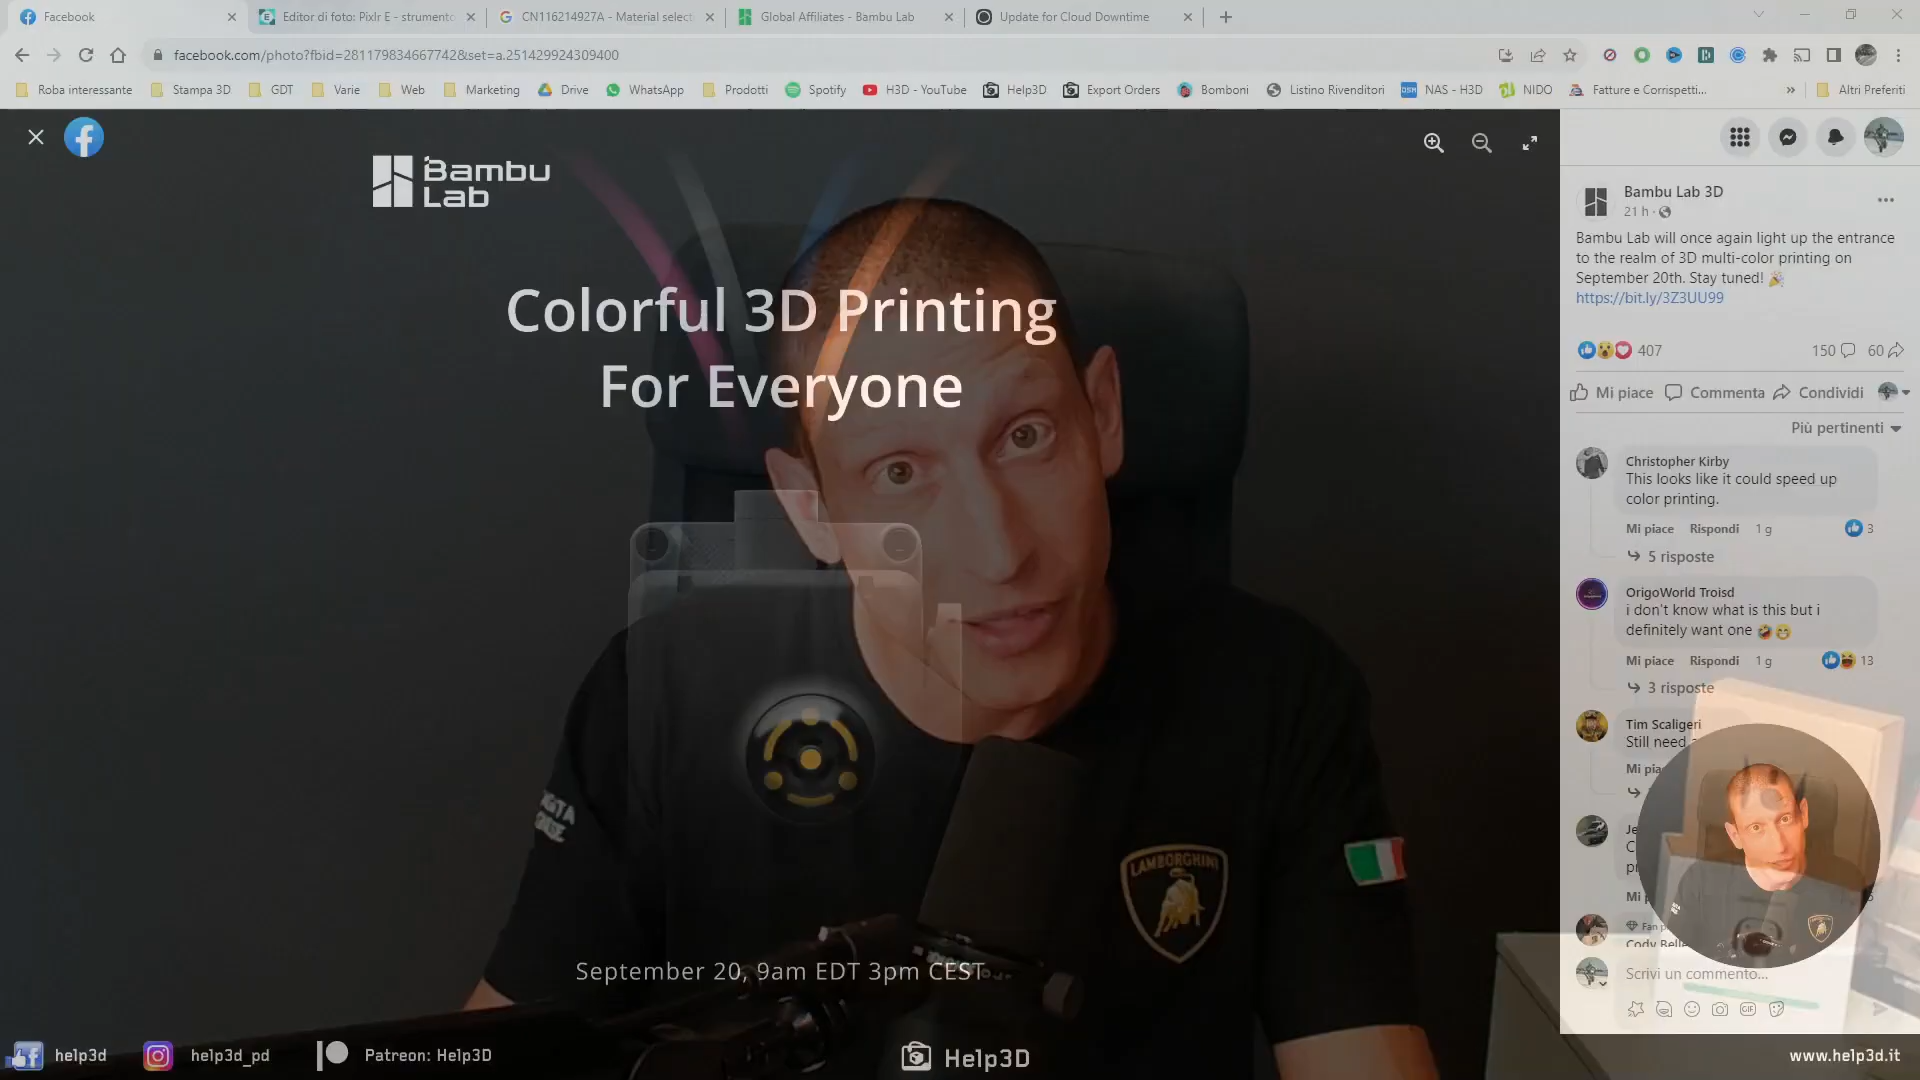 Facebook
Editor di foto: Pixlr E - strumento
CN116214927A - Material select
Global Affiliates - Bambu Lab
Update for Cloud Downtime
facebook.com/photo?fbid=281179834667742&set=a.251429924309400
Roba interessante
Stampa 3D
GDT
Varie
Web
Marketing
Drive
WhatsApp
Prodotti
Spotify
H3D - YouTube
Help3D
Export Orders
Bomboni
Listino Rivenditori
NAS - H3D
NIDO
Fatture e Corrispetti...
»
Altri Preferiti
Bambu
Lab
Colorful 3D Printing
For Everyone
September 20, 9am EDT 3pm CEST
LAMBORGHINI
Bambu Lab 3D
21 h ·
Bambu Lab will once again light up the entrance
to the realm of 3D multi-color printing on
September 20th. Stay tuned! 🎉
https://bit.ly/3Z3UU99
407
150
60
Mi piace
Commenta
Condividi
Più pertinenti
Christopher Kirby
This looks like it could speed up
color printing.
Mi piace Rispondi 1 g
3
5 risposte
OrigoWorld Troisd
i don't know what is this but i
definitely want one 🤣😁
Mi piace Rispondi 1 g
13
3 risposte
Tim Scaligeri
Still need
Cody
Scrivi un commento...
GIF
help3d
help3d_pd
Patreon: Help3D
Help3D
www.help3d.it